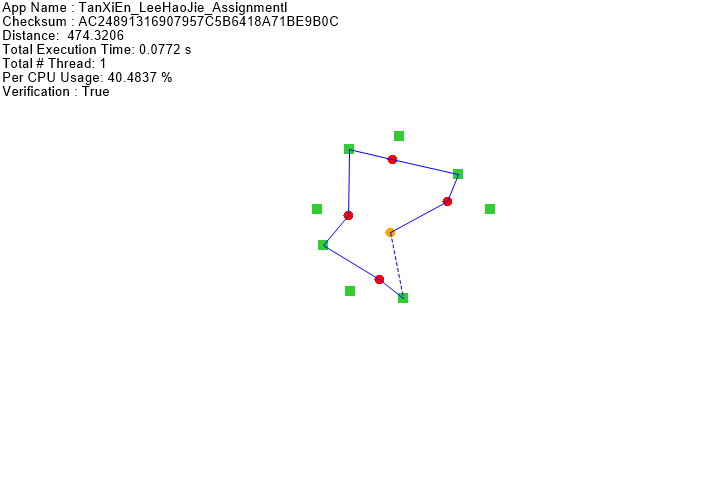 App Name : TanXiEn_LeeHaoJie_AssignmentI
Checksum : AC24891316907957C5B6418A71BE9B0C
Distance:  474.3206
Total Execution Time: 0.0772 s
Total # Thread: 1
Per CPU Usage: 40.4837 %
Verification : True